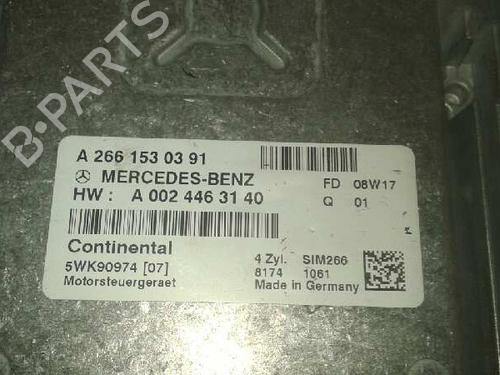 B-PARTS
A 266 153 03 91
MERCEDES-BENZ
FD 08W17
HW : A 002 446 31 40
Q 01
Continental
4 Zyl. SIM266
5WK90974 [07]
8174 1061
Motorsteuergeraet
Made in Germany